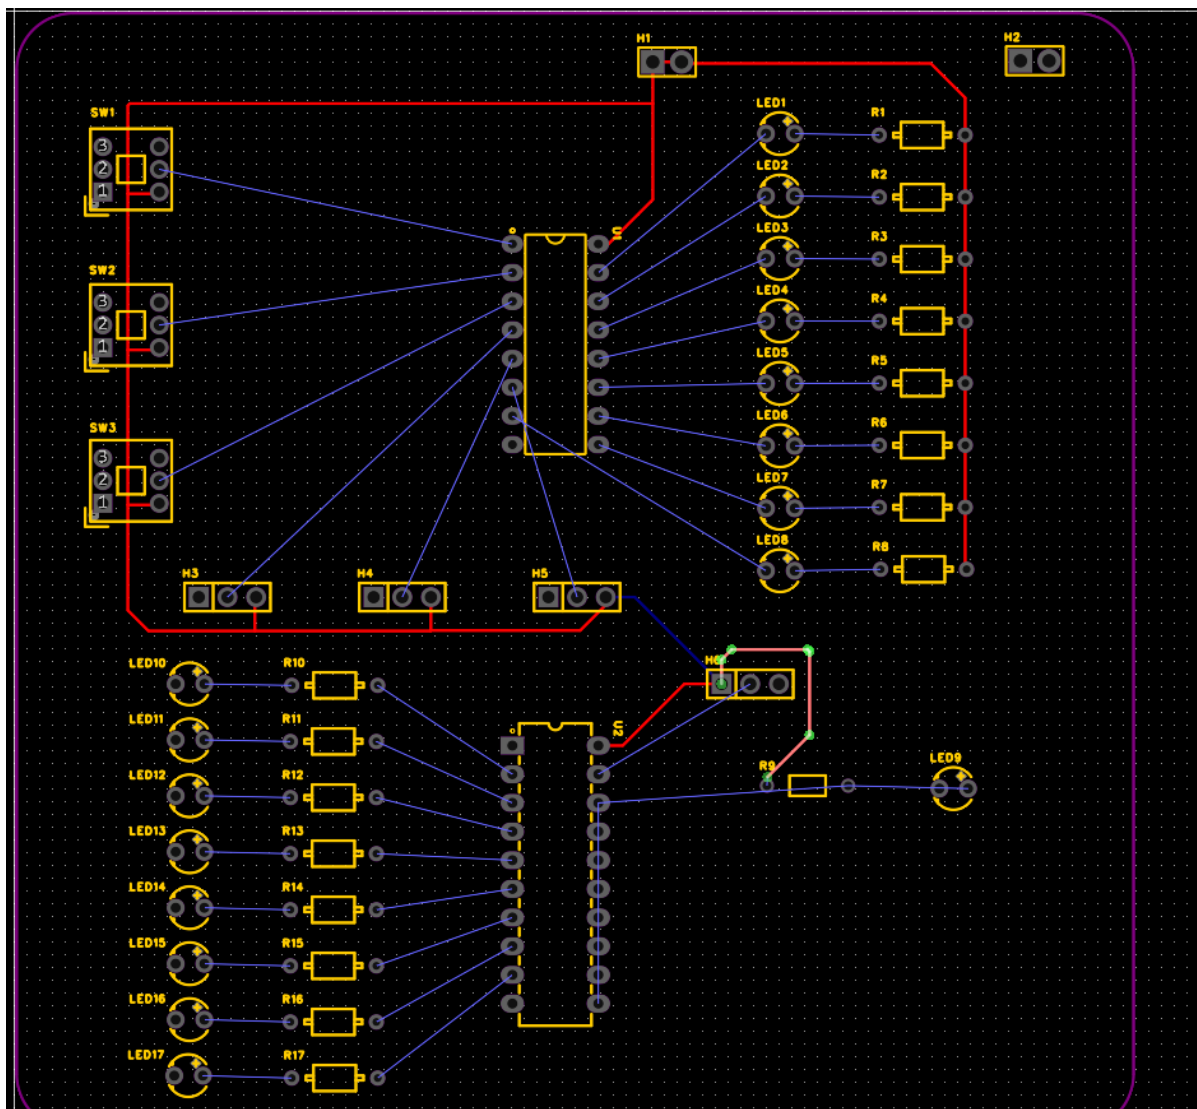 H1
H2
SW1
3
2
1
LED1
R1
LED2
R2
U1
LED3
R3
SW2
3
2
1
LED4
R4
LED5
R5
LED6
R6
SW3
3
2
1
LED7
R7
LED8
R8
H3
H4
H5
H6
LED10
R10
LED11
R11
U2
LED12
R12
R9
LED9
LED13
R13
LED14
R14
LED15
R15
LED16
R16
LED17
R17